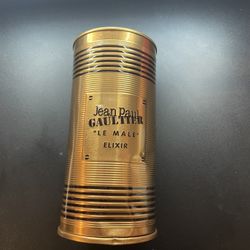 Jean Paul
GAULTIER
"LE MALE"
ELIXIR